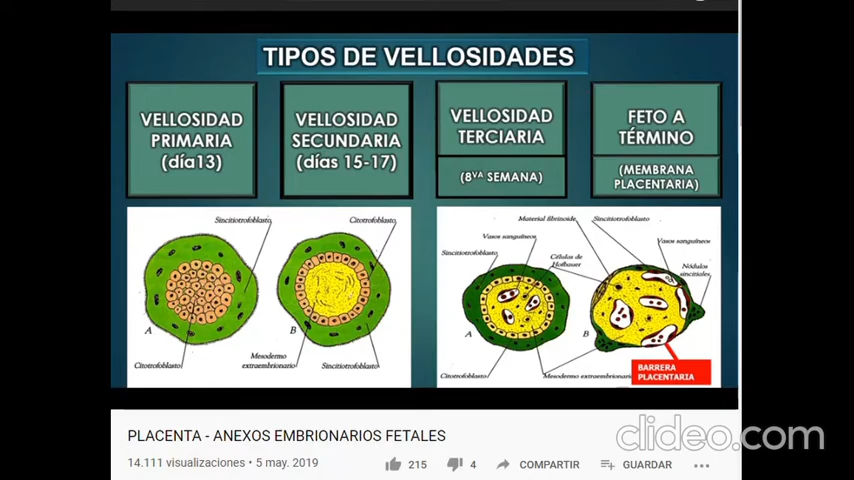 TIPOS DE VELLOSIDADES
VELLOSIDAD
PRIMARIA
(día13)
VELLOSIDAD
SECUNDARIA
(días 15-17)
VELLOSIDAD
TERCIARIA
(8VA SEMANA)
FETO A
TÉRMINO
(MEMBRANA
PLACENTARIA)
Sincitiotrofoblasto
Citotrofoblasto
A
B
Citotrofoblasto
Mesodermo
extraembrionario
Sincitiotrofoblasto
Material fibrinoide
Sincitiotrofoblasto
Vasos sanguíneos
Vasos sanguíneos
Sincitiotrofoblasto
Células de
Hofbauer
Nódulos
sincitiales
A
B
Citotrofoblasto
Mesodermo extraembrionario
BARRERA
PLACENTARIA
PLACENTA - ANEXOS EMBRIONARIOS FETALES
14.111 visualizaciones • 5 may. 2019
215
4
COMPARTIR
GUARDAR
clideo.com